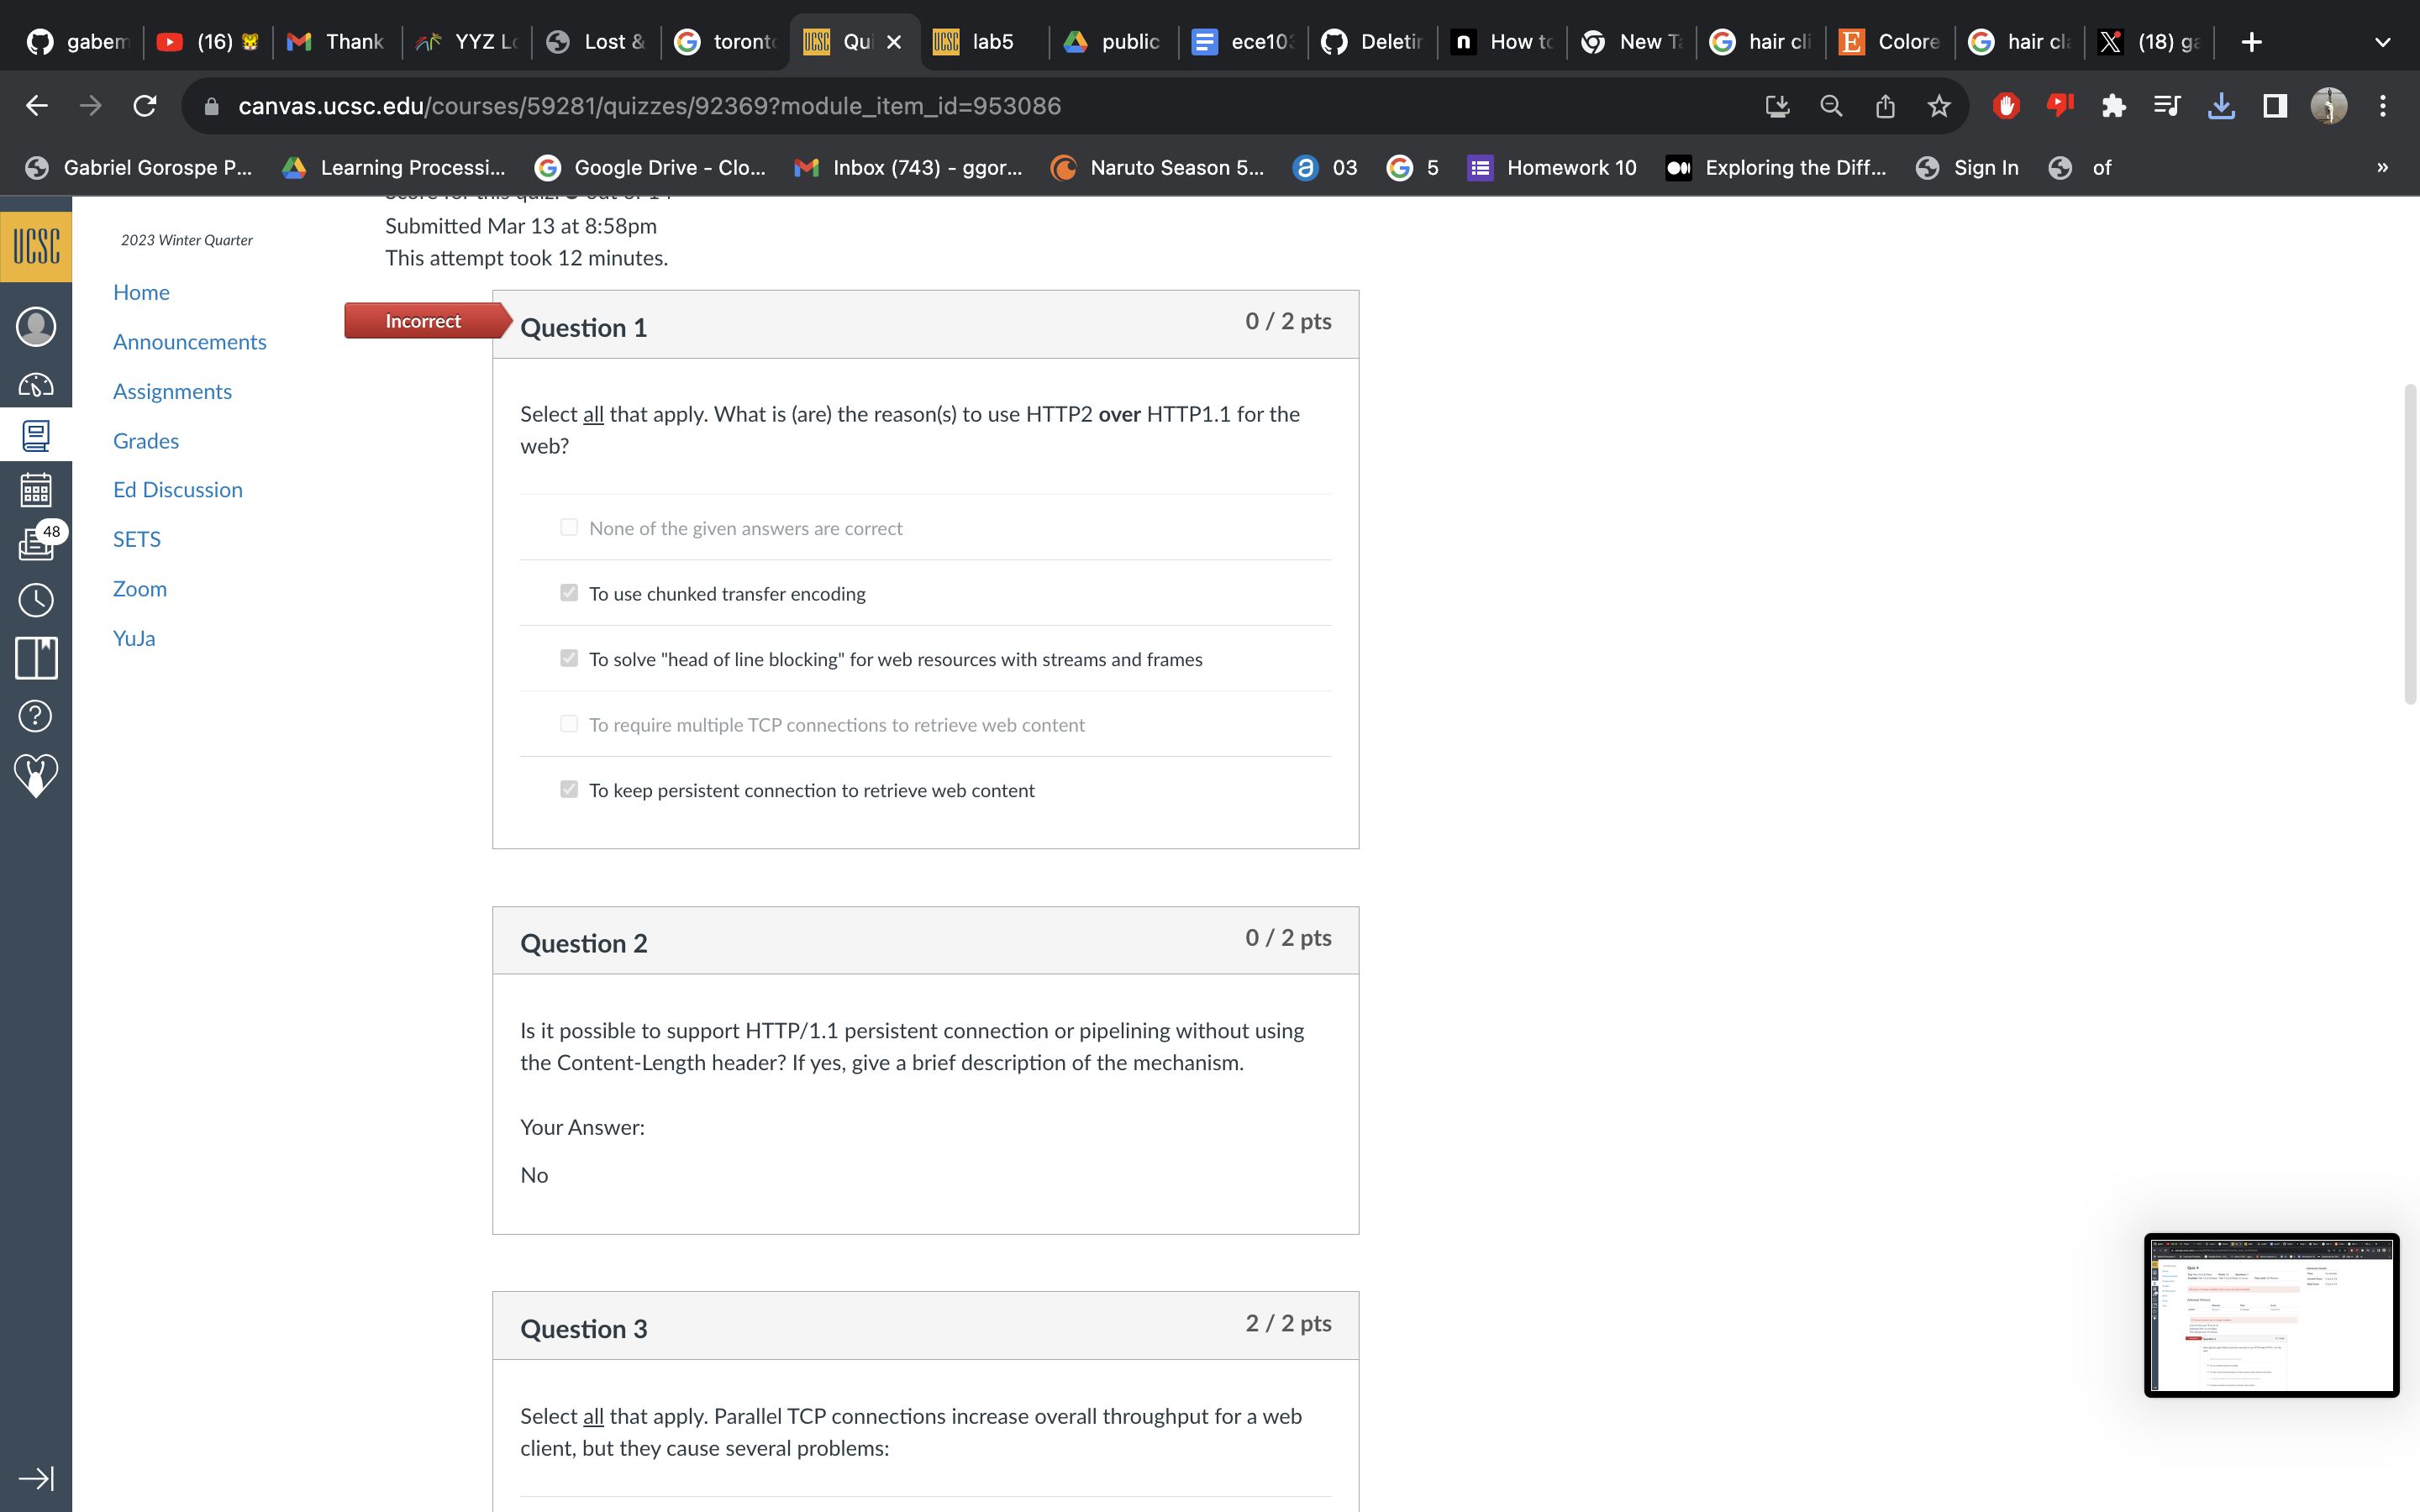 gabem
(16)
Thank
YYZ Lo
Lost &
toronto
Qui
lab5
public
ece103
Deletin
How to
New Ta
hair cli
Colore
hair cla
(18) ga
canvas.ucsc.edu/courses/59281/quizzes/92369?module_item_id=953086
Gabriel Gorospe P...
Learning Processi...
Google Drive - Clo...
Inbox (743) - ggor...
Naruto Season 5...
03
5
Homework 10
Exploring the Diff...
Sign In
of
»
UCSC
48
2023 Winter Quarter
Home
Announcements
Assignments
Grades
Ed Discussion
SETS
Zoom
YuJa
Submitted Mar 13 at 8:58pm
This attempt took 12 minutes.
Incorrect
Question 1
0 / 2 pts
Select all that apply. What is (are) the reason(s) to use HTTP2 over HTTP1.1 for the
web?
None of the given answers are correct
To use chunked transfer encoding
To solve "head of line blocking" for web resources with streams and frames
To require multiple TCP connections to retrieve web content
To keep persistent connection to retrieve web content
Question 2
0 / 2 pts
Is it possible to support HTTP/1.1 persistent connection or pipelining without using
the Content-Length header? If yes, give a brief description of the mechanism.
Your Answer:
No
Question 3
2 / 2 pts
Select all that apply. Parallel TCP connections increase overall throughput for a web
client, but they cause several problems: